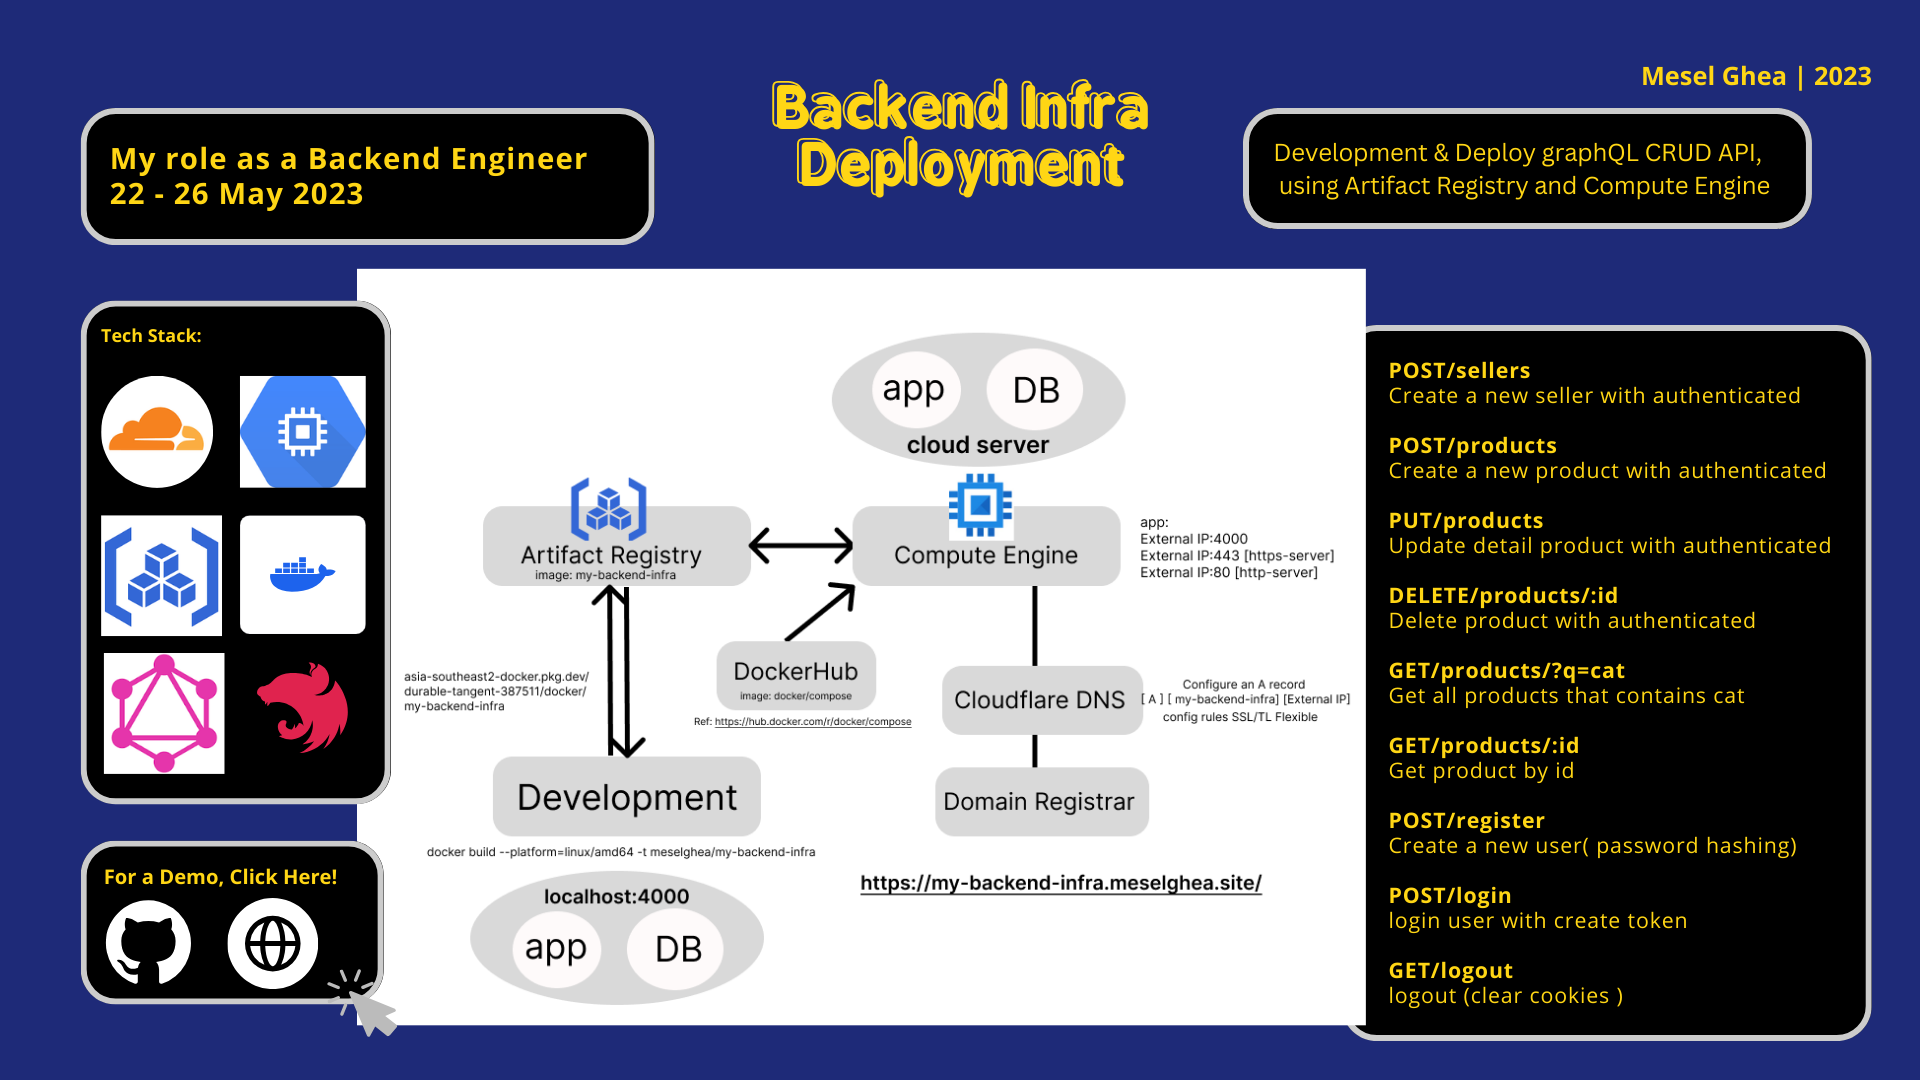 Mesel Ghea | 2023
Backend Infra
Deployment
My role as a Backend Engineer
22 - 26 May 2023
Development & Deploy graphQL CRUD API,
using Artifact Registry and Compute Engine
Tech Stack:
For a Demo, Click Here!
app
DB
cloud server
Artifact Registry
image: my-backend-infra
Compute Engine
app:
External IP:4000
External IP:443 [https-server]
External IP:80 [http-server]
asia-southeast2-docker.pkg.dev/
durable-tangent-387511/docker/
my-backend-infra
DockerHub
image: docker/compose
Ref: https://hub.docker.com/r/docker/compose
Cloudflare DNS
Configure an A record
[ A ] [ my-backend-infra] [External IP]
config rules SSL/TL Flexible
Development
Domain Registrar
docker build --platform=linux/amd64 -t meselghea/my-backend-infra
localhost:4000
app
DB
https://my-backend-infra.meselghea.site/
POST/sellers
Create a new seller with authenticated
POST/products
Create a new product with authenticated
PUT/products
Update detail product with authenticated
DELETE/products/:id
Delete product with authenticated
GET/products/?q=cat
Get all products that contains cat
GET/products/:id
Get product by id
POST/register
Create a new user( password hashing)
POST/login
login user with create token
GET/logout
logout (clear cookies )